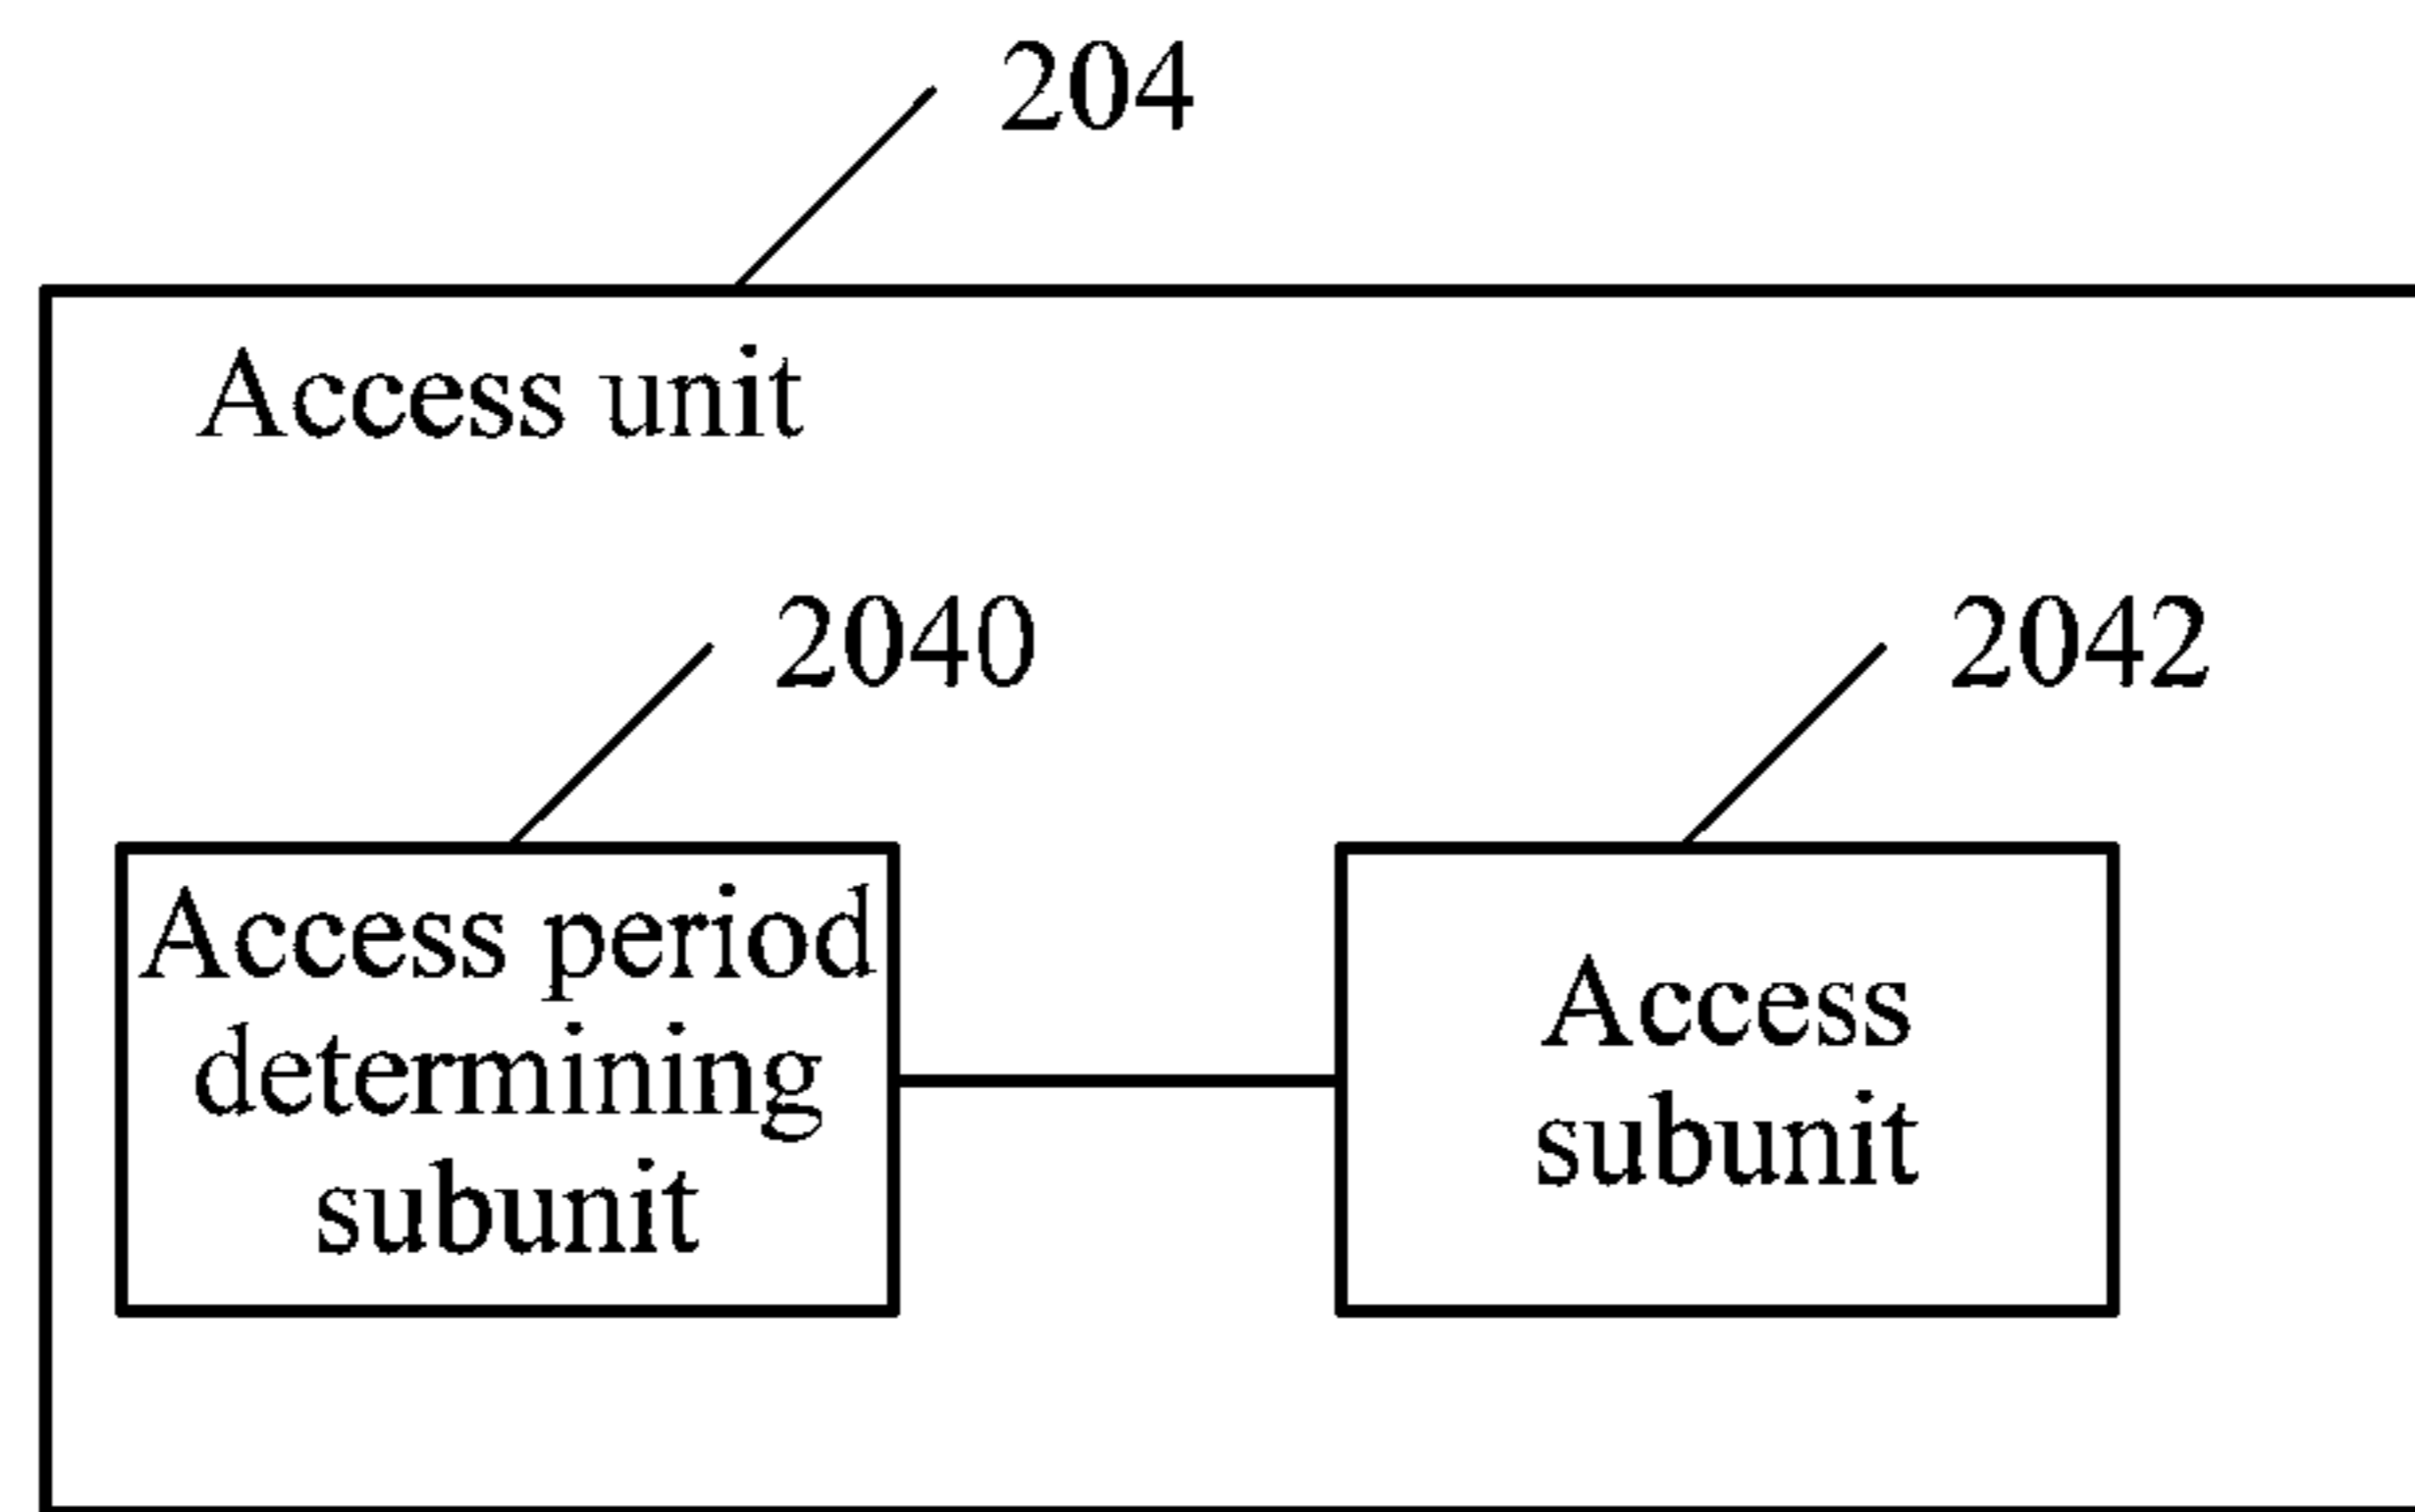 204
Access unit
2040
2042
Access period
determining
subunit
Access
subunit